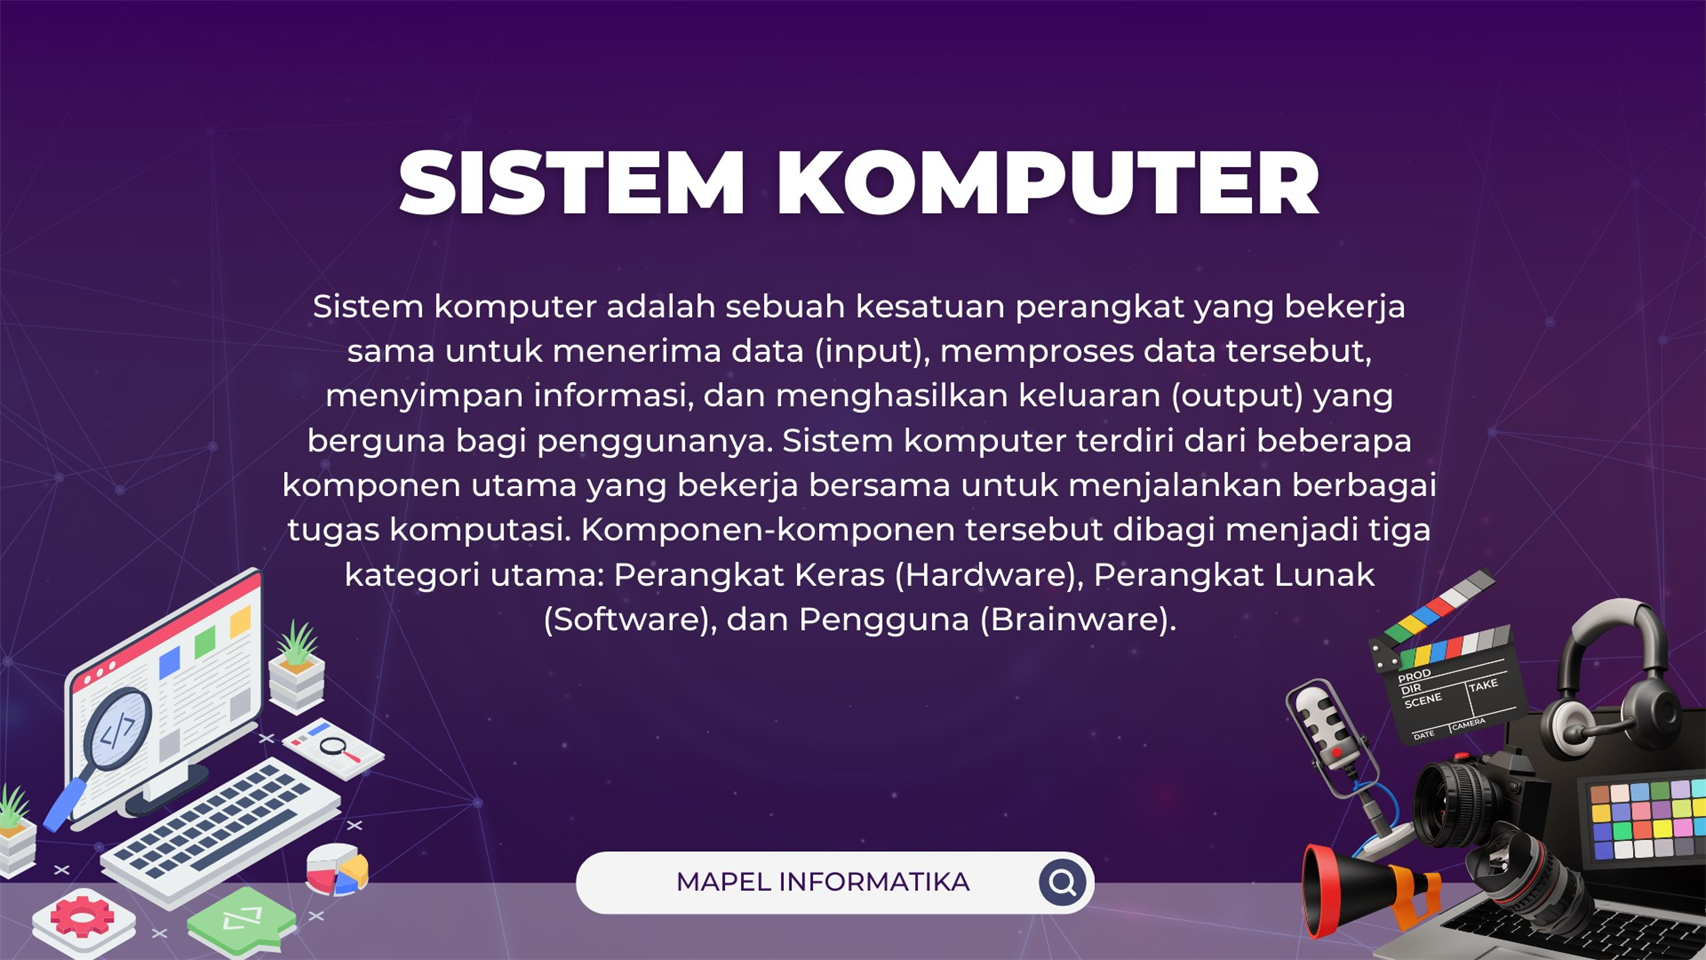 SISTEM KOMPUTER
Sistem komputer adalah sebuah kesatuan perangkat yang bekerja
sama untuk menerima data (input), memproses data tersebut,
menyimpan informasi, dan menghasilkan keluaran (output) yang
berguna bagi penggunanya. Sistem komputer terdiri dari beberapa
komponen utama yang bekerja bersama untuk menjalankan berbagai
tugas komputasi. Komponen-komponen tersebut dibagi menjadi tiga
kategori utama: Perangkat Keras (Hardware), Perangkat Lunak
(Software), dan Pengguna (Brainware).
PROD
DIR
SCENE
TAKE
DATE
CAMERA
MAPEL INFORMATIKA